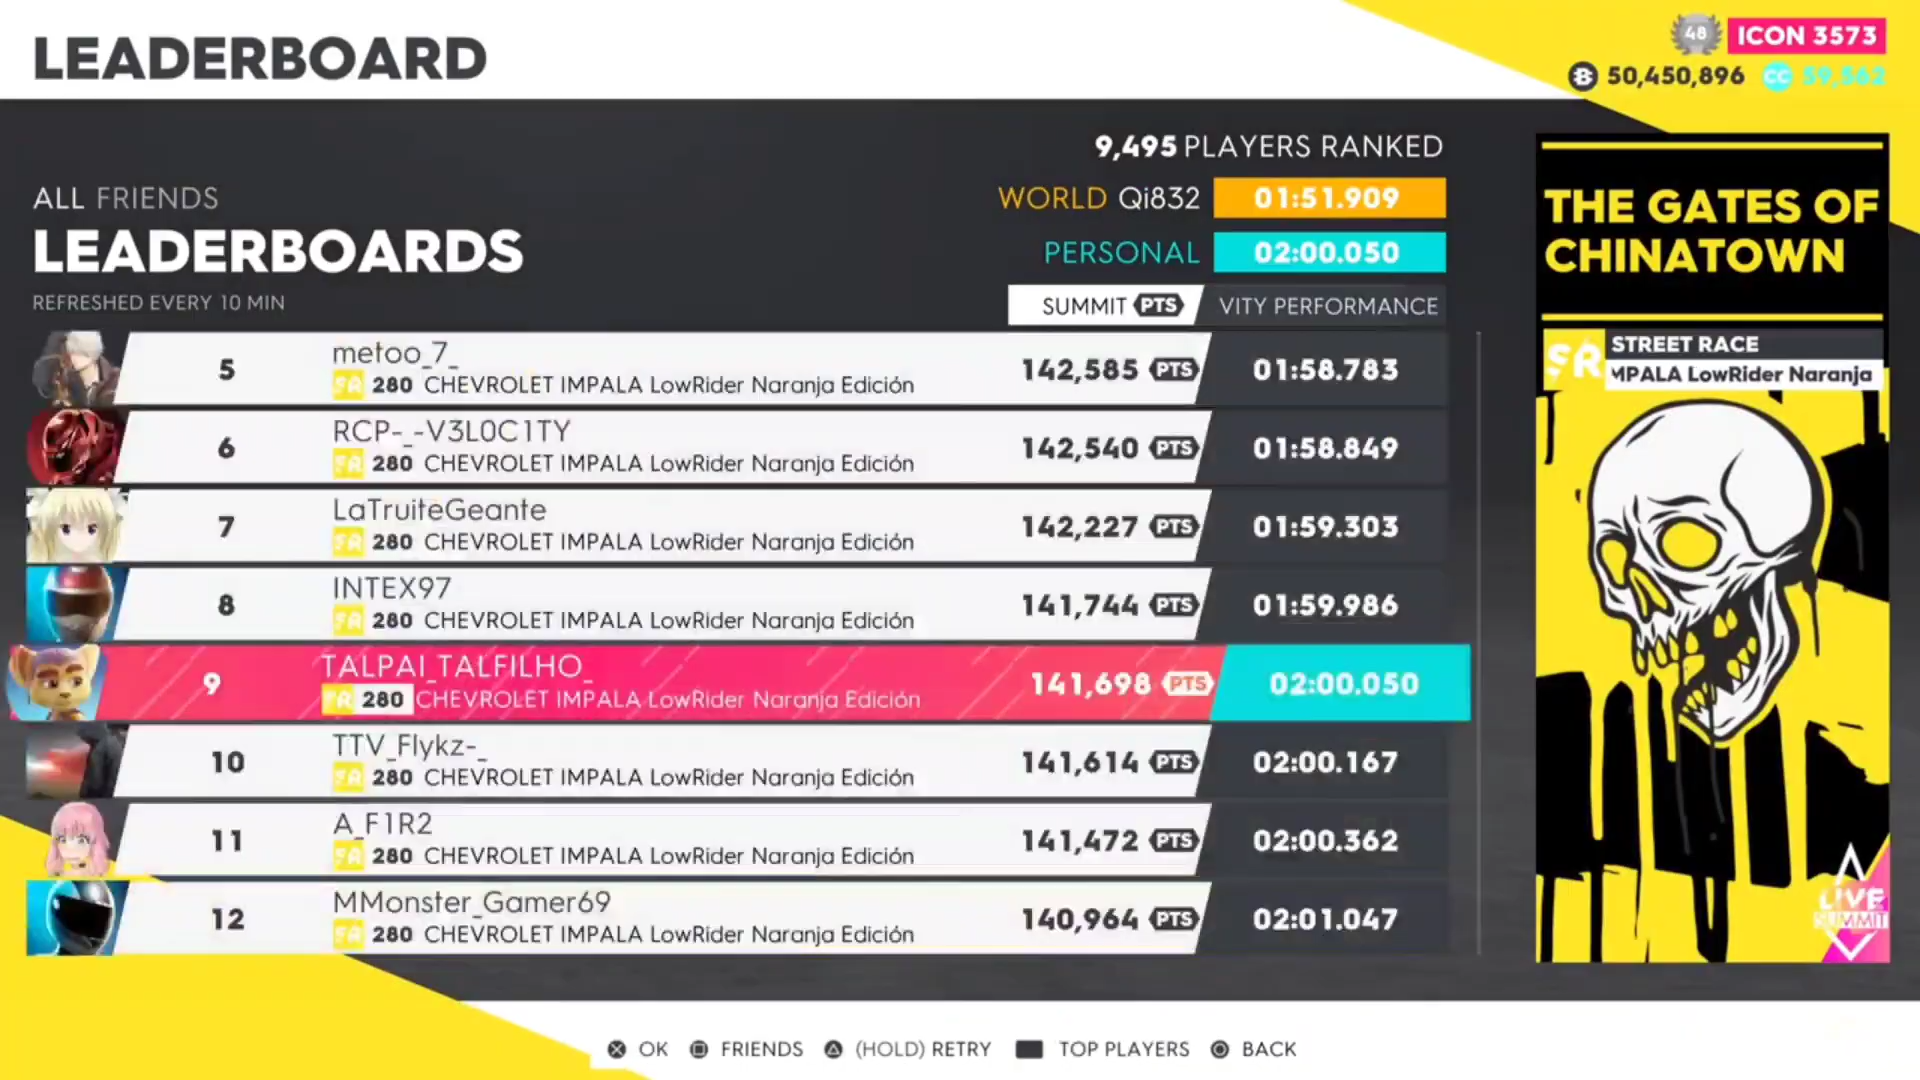 LEADERBOARD
48 ICON 3573
50,450,896 CC 59,562
9,495 PLAYERS RANKED
ALL FRIENDS
WORLD Qi832 01:51.909
LEADERBOARDS
PERSONAL 02:00.050
REFRESHED EVERY 10 MIN
SUMMIT PTS VITY PERFORMANCE
5 metoo_7_ 142,585 PTS 01:58.783
280 CHEVROLET IMPALA LowRider Naranja Edición
6 RCP-_-V3L0C1TY 142,540 PTS 01:58.849
280 CHEVROLET IMPALA LowRider Naranja Edición
7 LaTruiteGeante 142,227 PTS 01:59.303
280 CHEVROLET IMPALA LowRider Naranja Edición
8 INTEX97 141,744 PTS 01:59.986
280 CHEVROLET IMPALA LowRider Naranja Edición
9 TALPAI_TALFILHO_ 141,698 PTS 02:00.050
280 CHEVROLET IMPALA LowRider Naranja Edición
10 TTV_Flykz-_ 141,614 PTS 02:00.167
280 CHEVROLET IMPALA LowRider Naranja Edición
11 A_F1R2 141,472 PTS 02:00.362
280 CHEVROLET IMPALA LowRider Naranja Edición
12 MMonster_Gamer69 140,964 PTS 02:01.047
280 CHEVROLET IMPALA LowRider Naranja Edición
THE GATES OF
CHINATOWN
SR STREET RACE
MPALA LowRider Naranja
LIVE
SUMMIT
OK FRIENDS (HOLD) RETRY TOP PLAYERS BACK